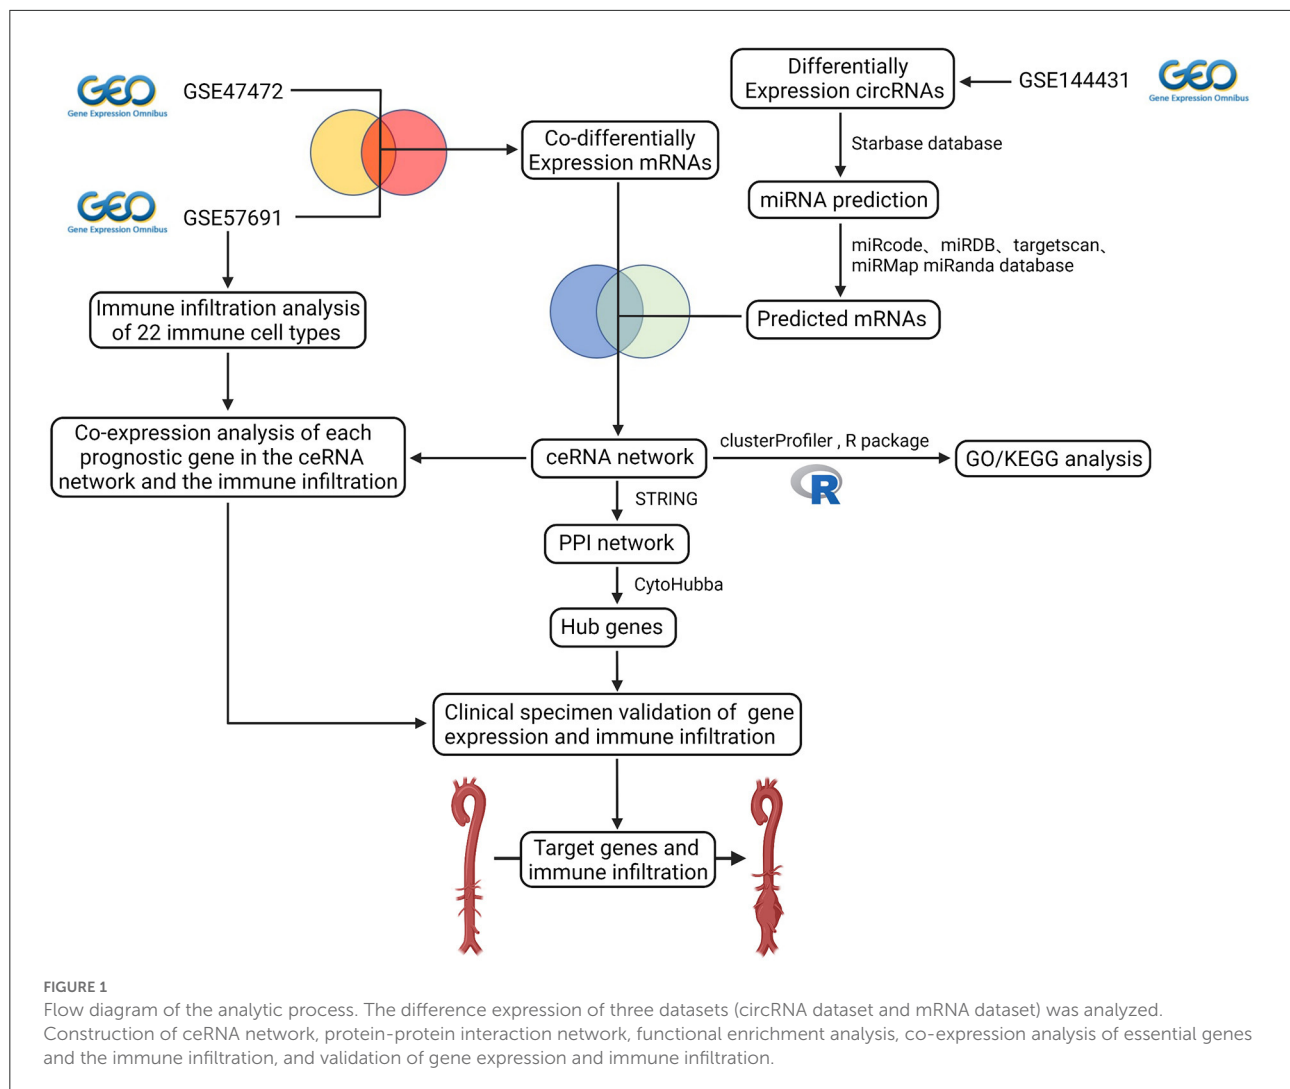 GEO
Gene Expression Omnibus
GSE47472
Differentially
Expression circRNAs
GSE144431
GEO
Gene Expression Omnibus
Co-differentially
Expression mRNAs
Starbase database
miRNA prediction
GEO
Gene Expression Omnibus
GSE57691
miRcode、miRDB、targetscan、
miRMap miRanda database
Immune infiltration analysis
of 22 immune cell types
Predicted mRNAs
Co-expression analysis of each
prognostic gene in the ceRNA
network and the immune infiltration
ceRNA network
clusterProfiler , R package
R
GO/KEGG analysis
STRING
PPI network
CytoHubba
Hub genes
Clinical specimen validation of gene
expression and immune infiltration
Target genes and
immune infiltration
FIGURE 1
Flow diagram of the analytic process. The difference expression of three datasets (circRNA dataset and mRNA dataset) was analyzed.
Construction of ceRNA network, protein-protein interaction network, functional enrichment analysis, co-expression analysis of essential genes
and the immune infiltration, and validation of gene expression and immune infiltration.